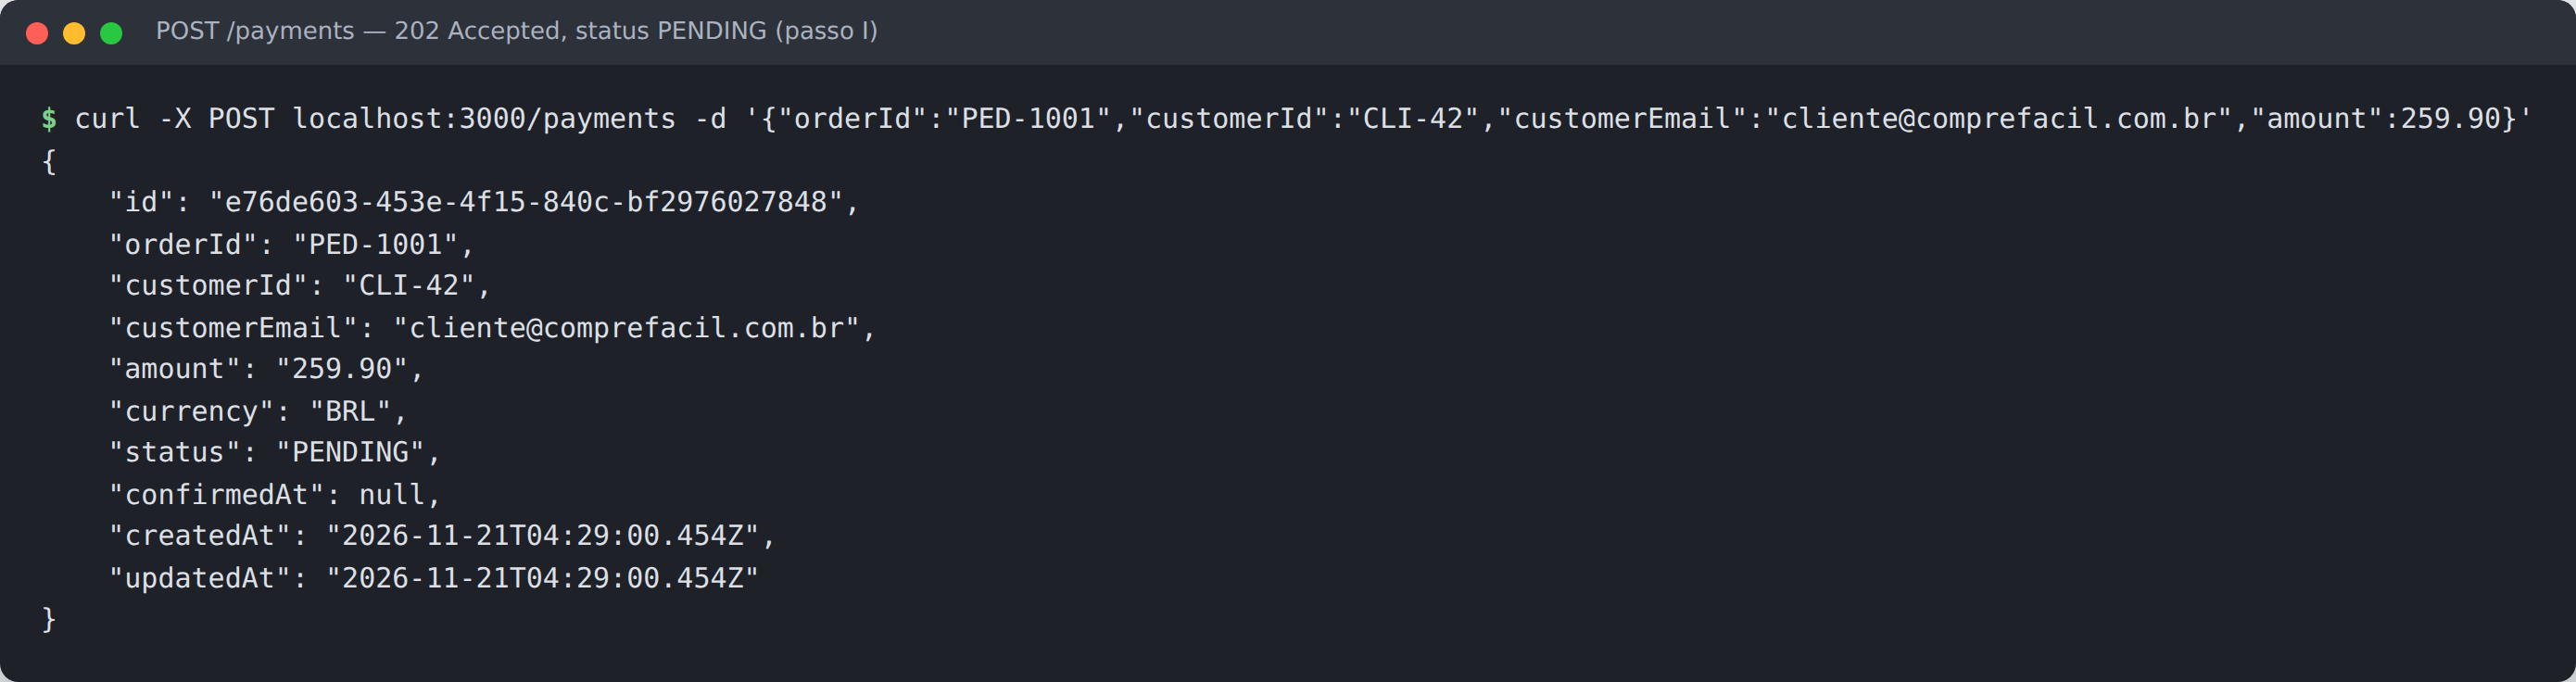 POST /payments — 202 Accepted, status PENDING (passo I)
$ curl -X POST localhost:3000/payments -d '{"orderId":"PED-1001","customerId":"CLI-42","customerEmail":"cliente@comprefacil.com.br","amount":259.90}'
{
    "id": "e76de603-453e-4f15-840c-bf2976027848",
    "orderId": "PED-1001",
    "customerId": "CLI-42",
    "customerEmail": "cliente@comprefacil.com.br",
    "amount": "259.90",
    "currency": "BRL",
    "status": "PENDING",
    "confirmedAt": null,
    "createdAt": "2026-11-21T04:29:00.454Z",
    "updatedAt": "2026-11-21T04:29:00.454Z"
}